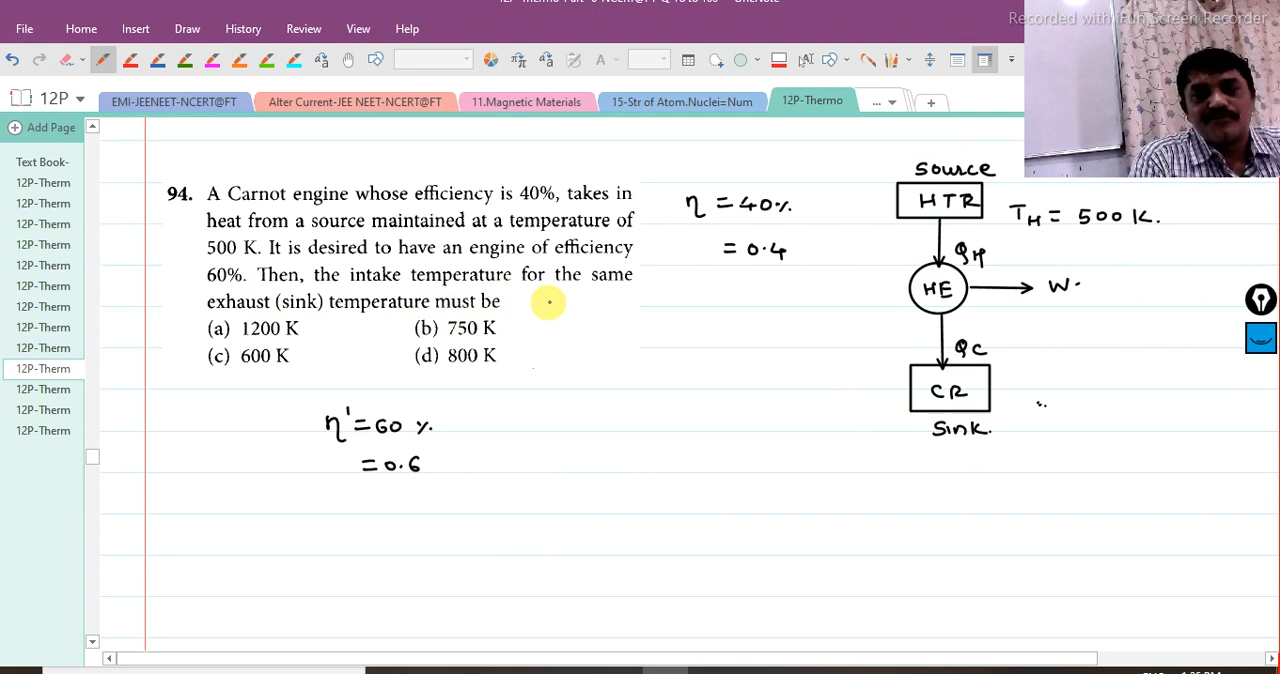 Recorded with iFun Screen Recorder
File Home Insert Draw History Review View Help
12P
EMI-JEENEET-NCERT@FT
Alter Current-JEE NEET-NCERT@FT
11.Magnetic Materials
15-Str of Atom.Nuclei=Num
12P-Thermo
...
Add Page
Text Book-
12P-Therm
12P-Therm
12P-Therm
12P-Therm
12P-Therm
12P-Therm
12P-Therm
12P-Therm
12P-Therm
12P-Therm
12P-Therm
12P-Therm
12P-Therm
94. A Carnot engine whose efficiency is 40%, takes in
heat from a source maintained at a temperature of
500 K. It is desired to have an engine of efficiency
60%. Then, the intake temperature for the same
exhaust (sink) temperature must be
(a) 1200 K (b) 750 K
(c) 600 K (d) 800 K
η' = 60 %.
= 0.6
η = 40%.
= 0.4
Source
HTR
T_H = 500 K.
Q_H
HE
W.
Q_C
CR
Sink.